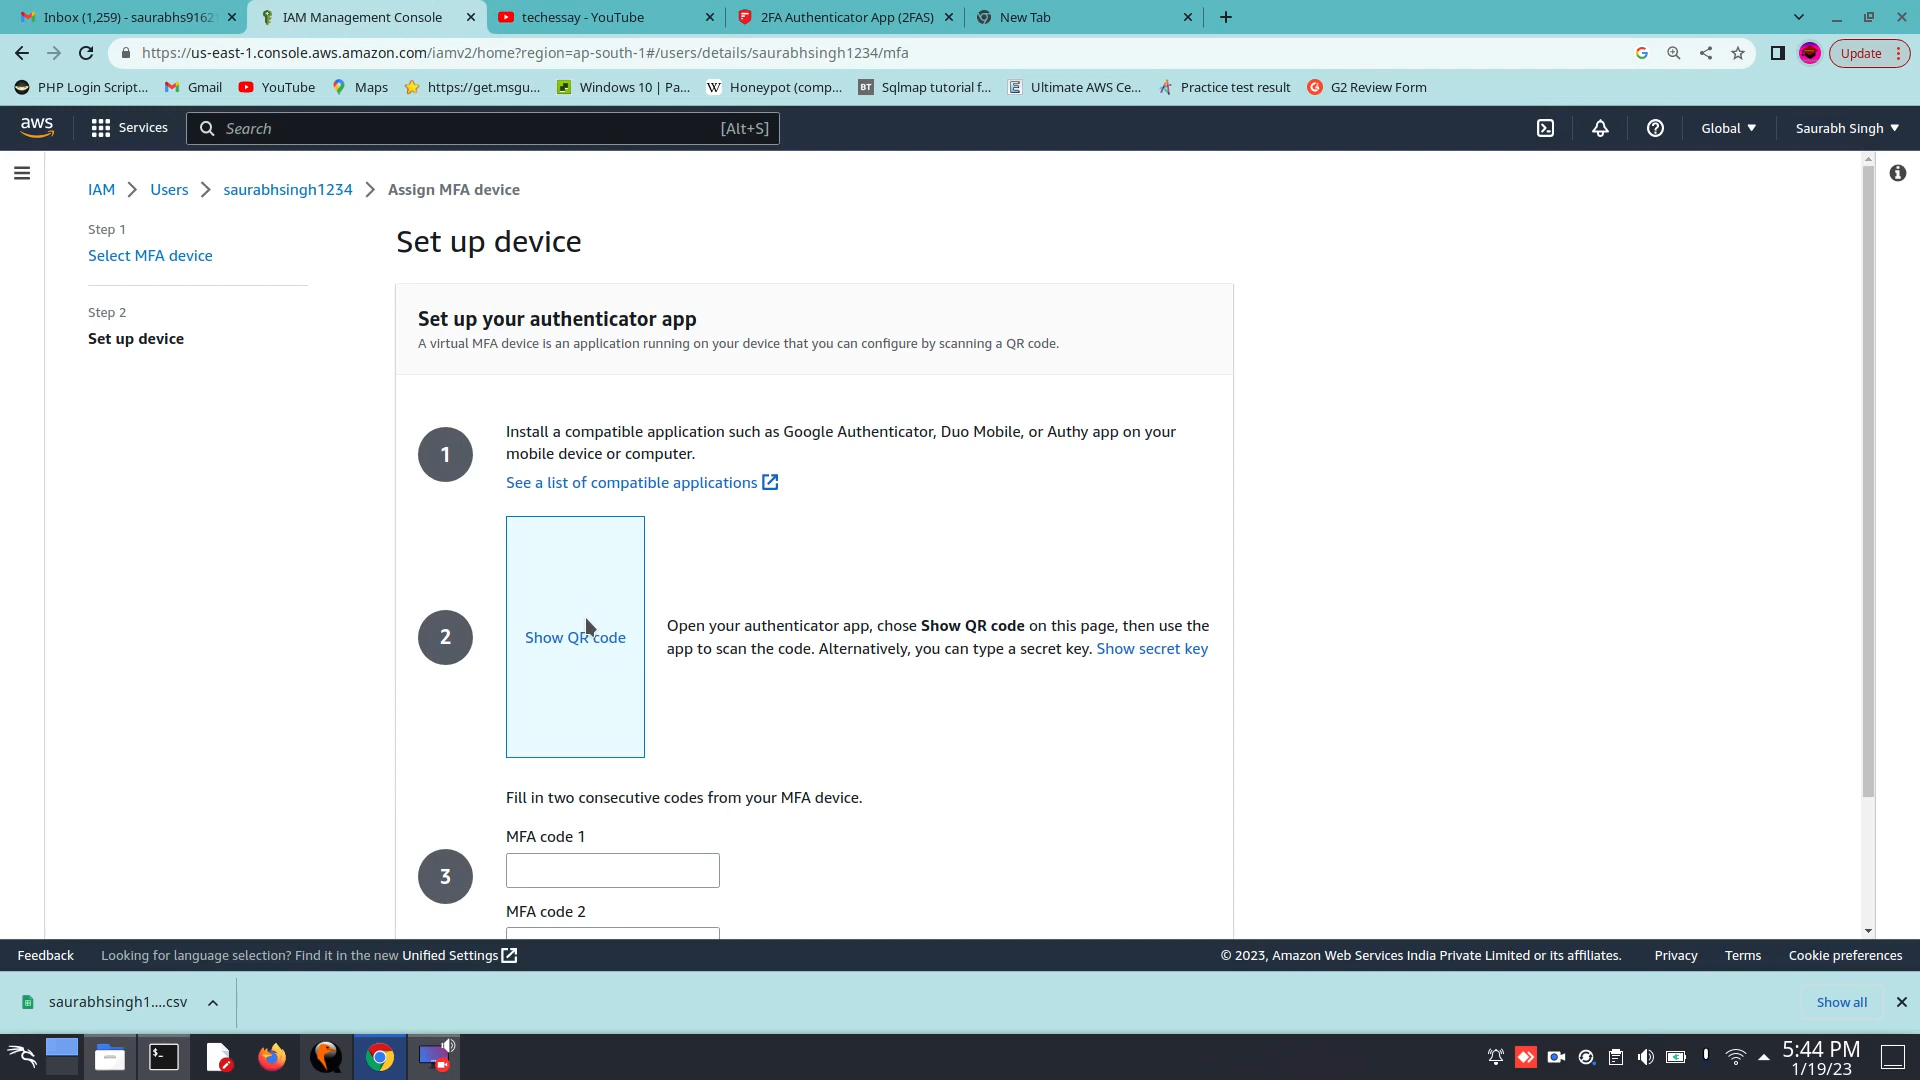 Inbox (1,259) - saurabhs9162
IAM Management Console
techessay - YouTube
2FA Authenticator App (2FAS)
New Tab
https://us-east-1.console.aws.amazon.com/iamv2/home?region=ap-south-1#/users/details/saurabhsingh1234/mfa
Update
PHP Login Script...
Gmail
YouTube
Maps
https://get.msgu...
Windows 10 | Pa...
Honeypot (comp...
Sqlmap tutorial f...
Ultimate AWS Ce...
Practice test result
G2 Review Form
aws
Services
Search
[Alt+S]
Global
Saurabh Singh
IAM
Users
saurabhsingh1234
Assign MFA device
Step 1
Select MFA device
Step 2
Set up device
Set up device
Set up your authenticator app
A virtual MFA device is an application running on your device that you can configure by scanning a QR code.
1
Install a compatible application such as Google Authenticator, Duo Mobile, or Authy app on your
mobile device or computer.
See a list of compatible applications
2
Show QR code
Open your authenticator app, chose Show QR code on this page, then use the
app to scan the code. Alternatively, you can type a secret key. Show secret key
Fill in two consecutive codes from your MFA device.
3
MFA code 1
MFA code 2
Feedback
Looking for language selection? Find it in the new Unified Settings
© 2023, Amazon Web Services India Private Limited or its affiliates.
Privacy
Terms
Cookie preferences
saurabhsingh1....csv
Show all
5:44 PM
1/19/23